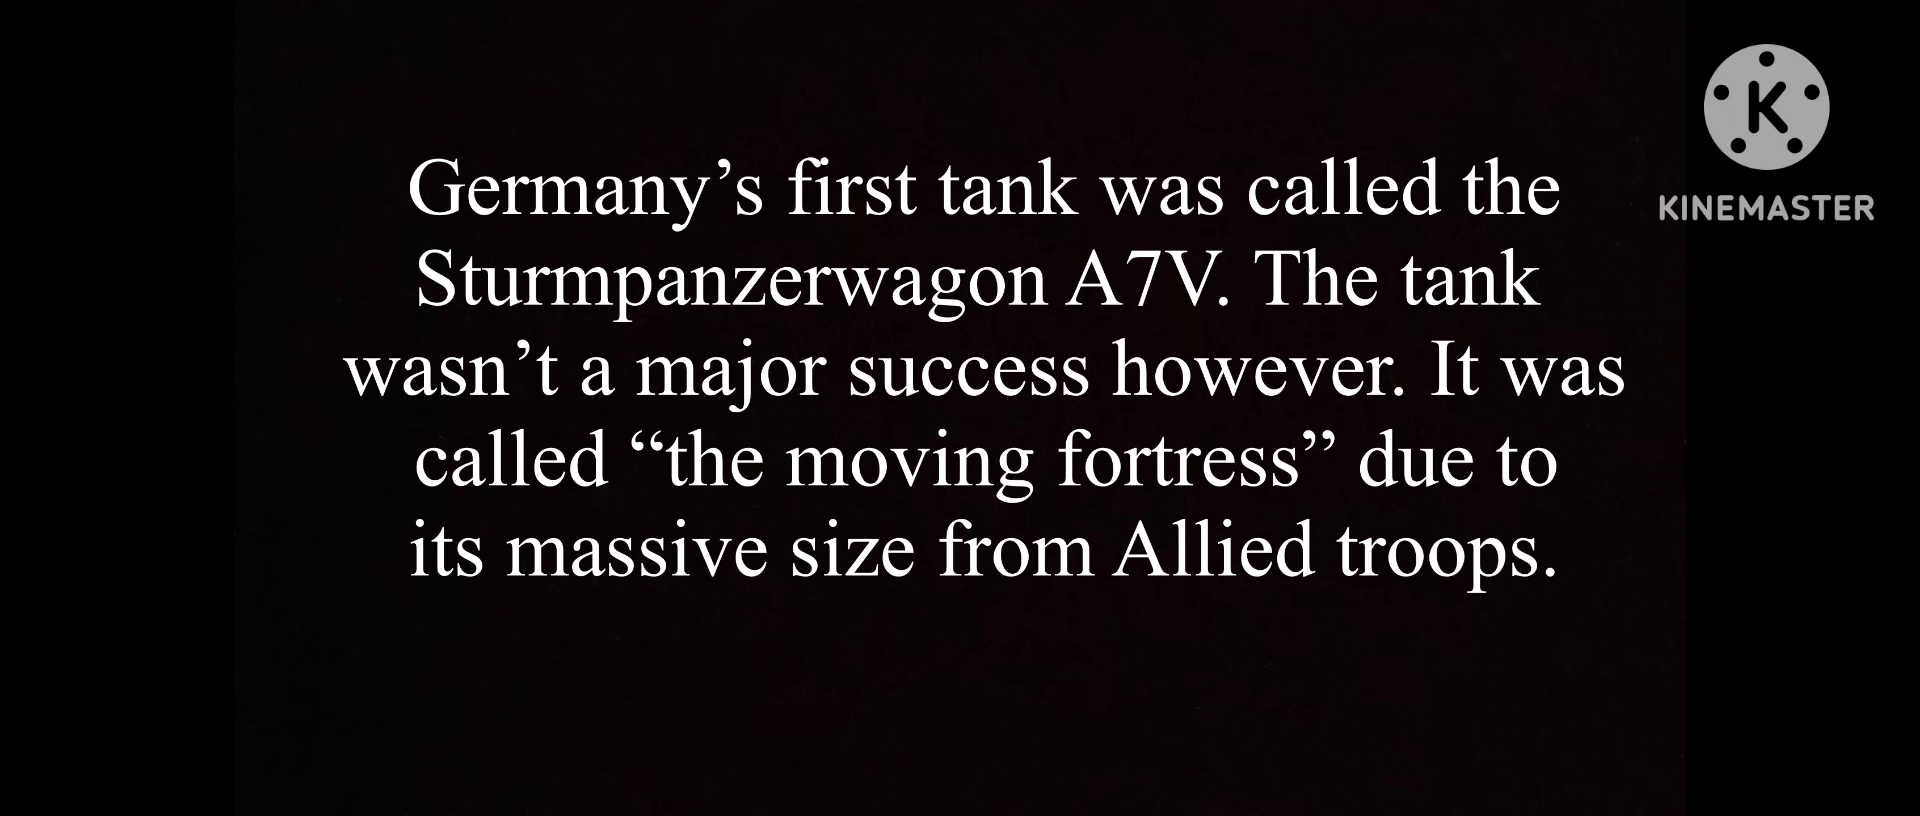 Germany’s first tank was called the
Sturmpanzerwagon A7V. The tank
wasn’t a major success however. It was
called “the moving fortress” due to
its massive size from Allied troops.
K
KINEMASTER